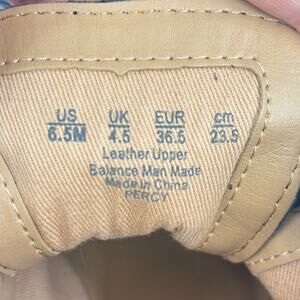 US UK EUR cm
6.5M 4.5 36.5 23.5
Leather Upper
Balance Man Made
Made in China
PERCY